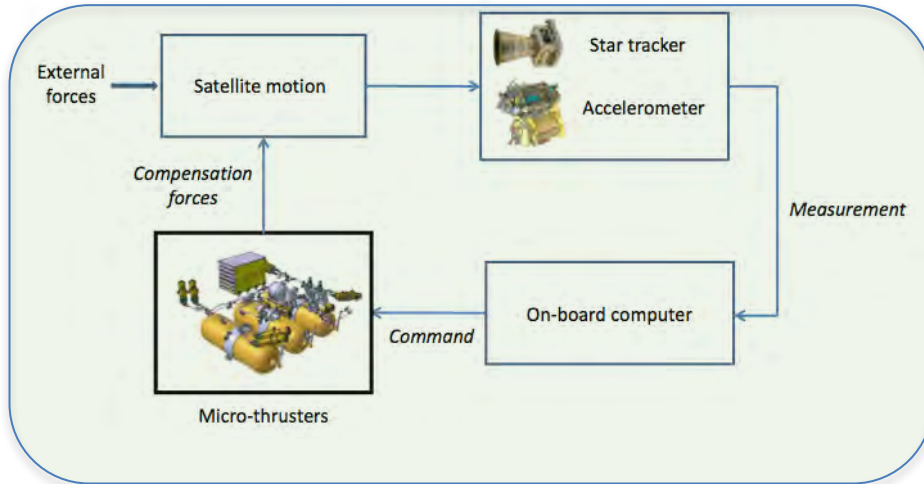 External
forces
Satellite motion
Star tracker
Accelerometer
Compensation
forces
Measurement
On-board computer
Command
Micro-thrusters